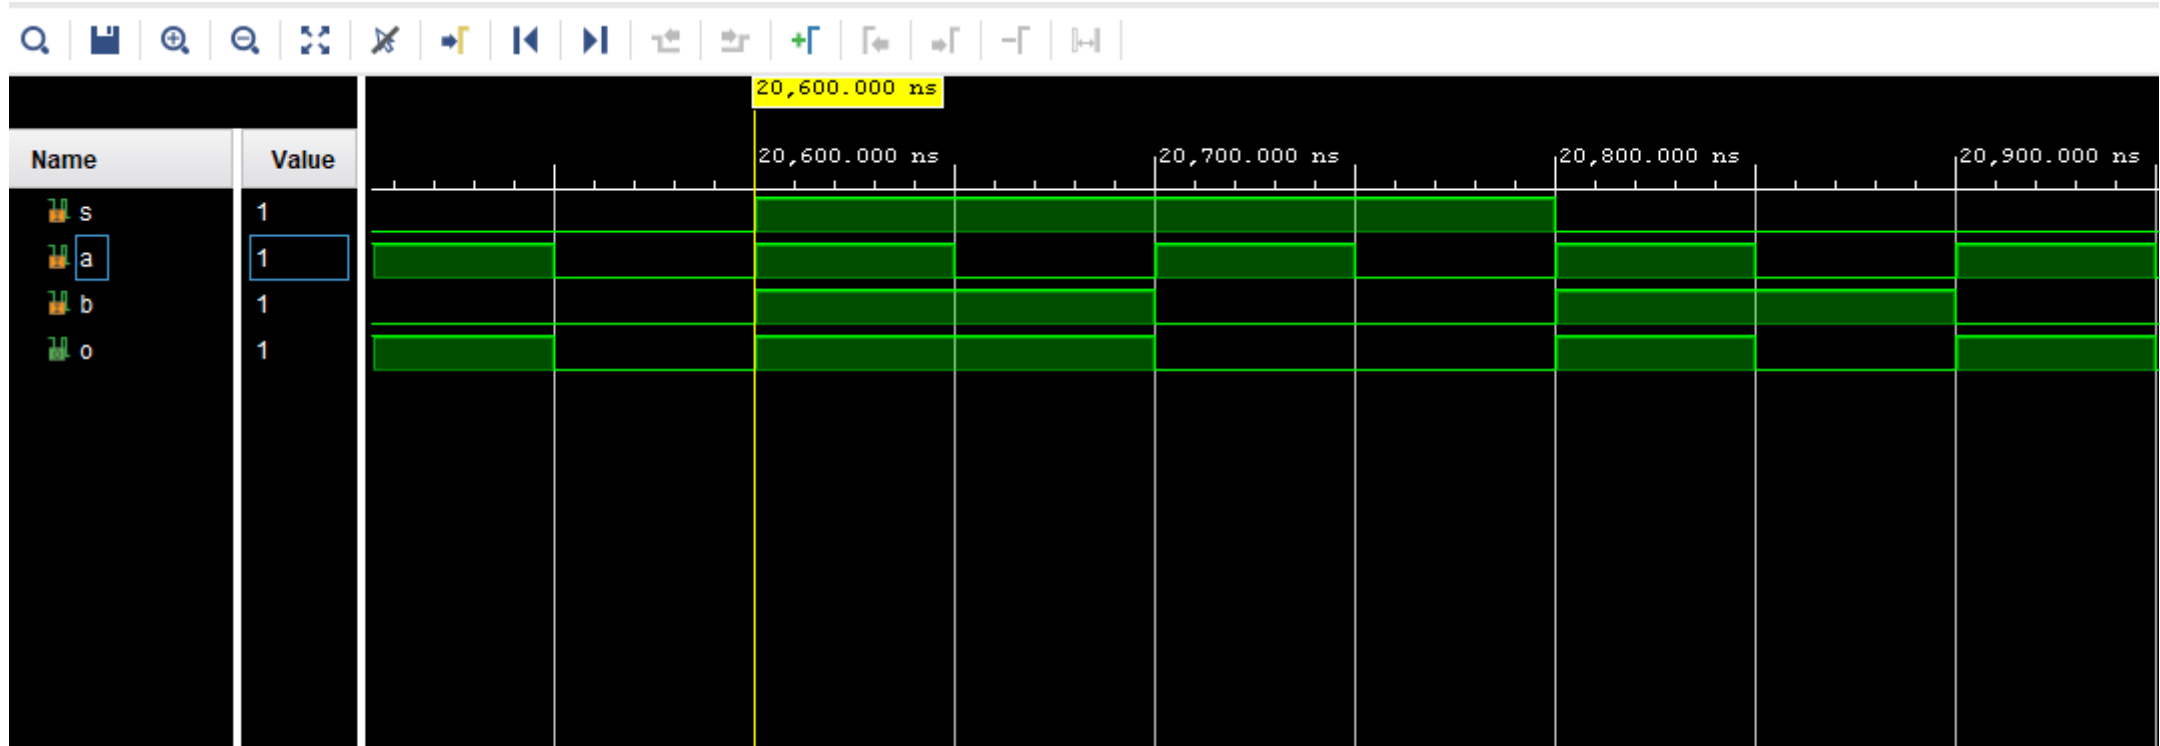 20,600.000 ns
Name Value
20,600.000 ns 20,700.000 ns 20,800.000 ns 20,900.000 ns
s 1
a 1
b 1
o 1